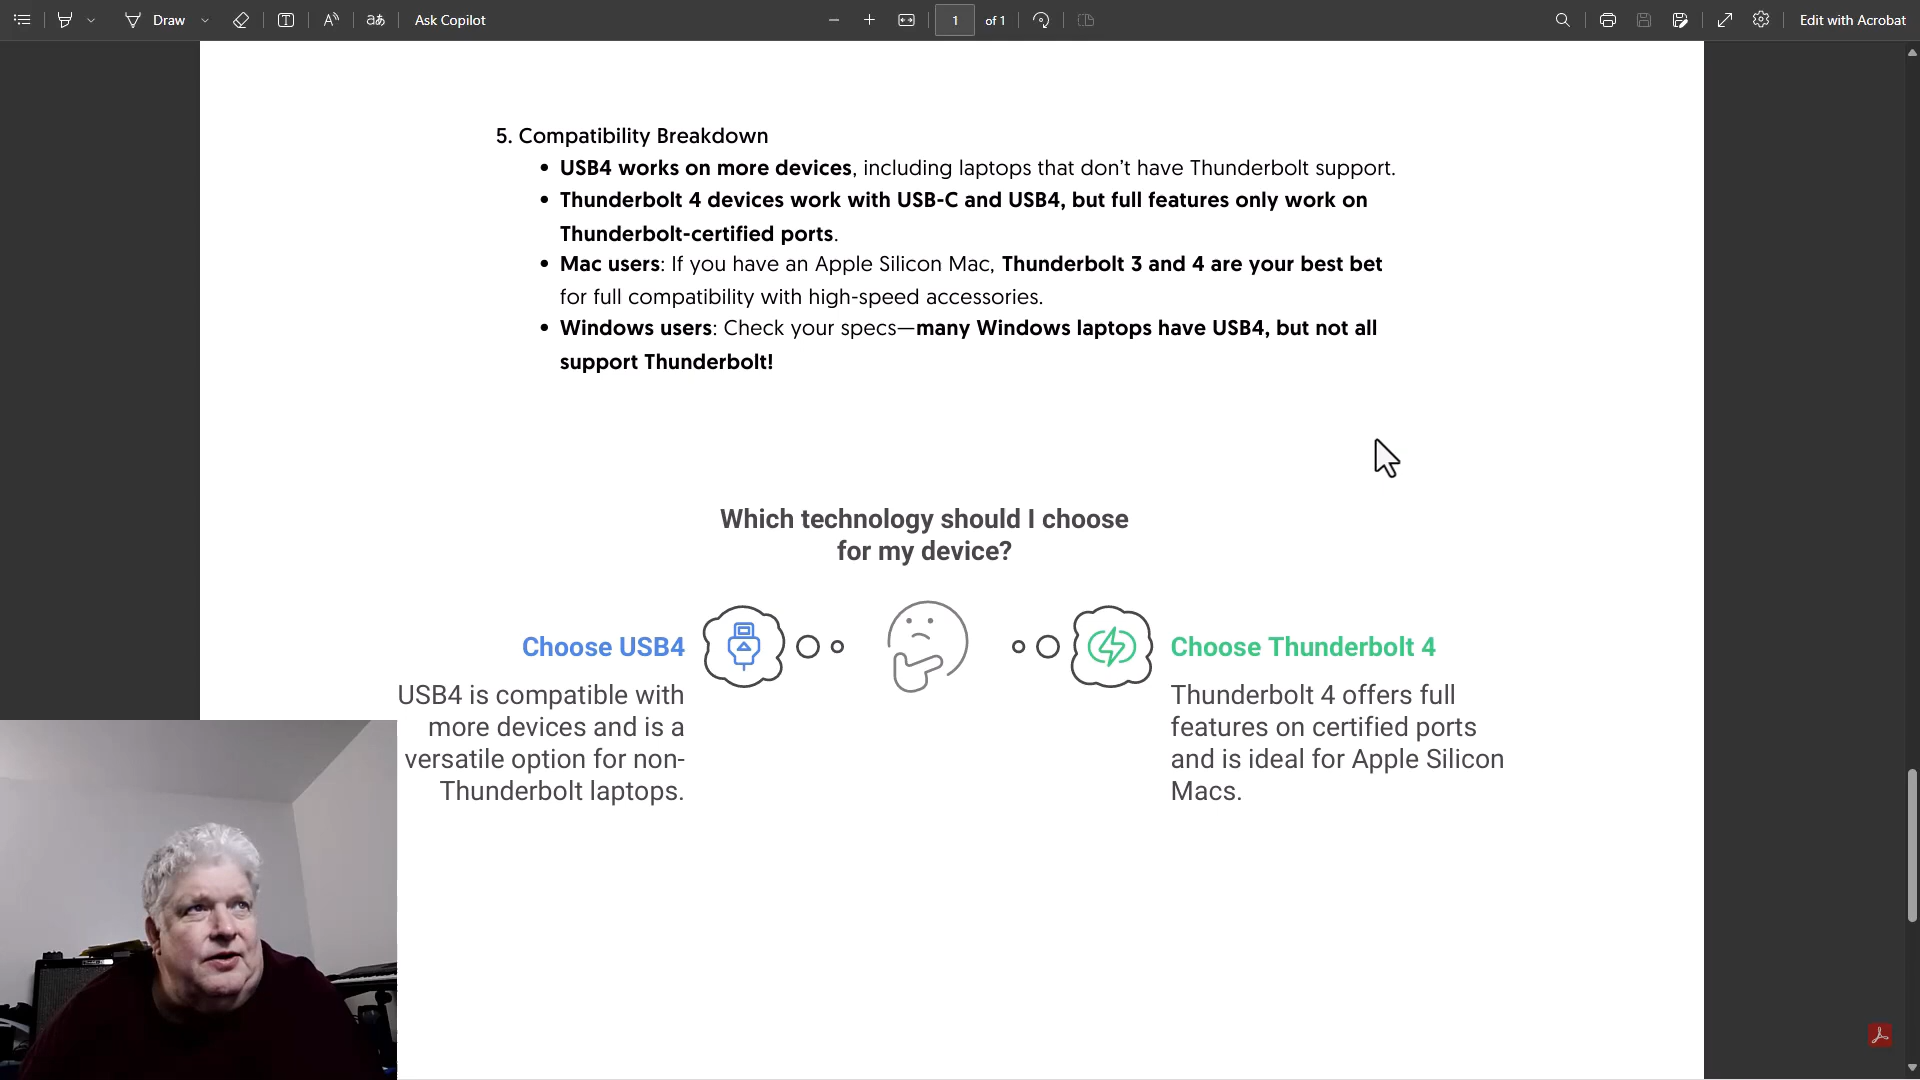 Draw
aあ
Ask Copilot
1
of 1
Edit with Acrobat
5. Compatibility Breakdown
• USB4 works on more devices, including laptops that don’t have Thunderbolt support.
• Thunderbolt 4 devices work with USB-C and USB4, but full features only work on
Thunderbolt-certified ports.
• Mac users: If you have an Apple Silicon Mac, Thunderbolt 3 and 4 are your best bet
for full compatibility with high-speed accessories.
• Windows users: Check your specs—many Windows laptops have USB4, but not all
support Thunderbolt!
Which technology should I choose
for my device?
Choose USB4
USB4 is compatible with
more devices and is a
versatile option for non-
Thunderbolt laptops.
Choose Thunderbolt 4
Thunderbolt 4 offers full
features on certified ports
and is ideal for Apple Silicon
Macs.